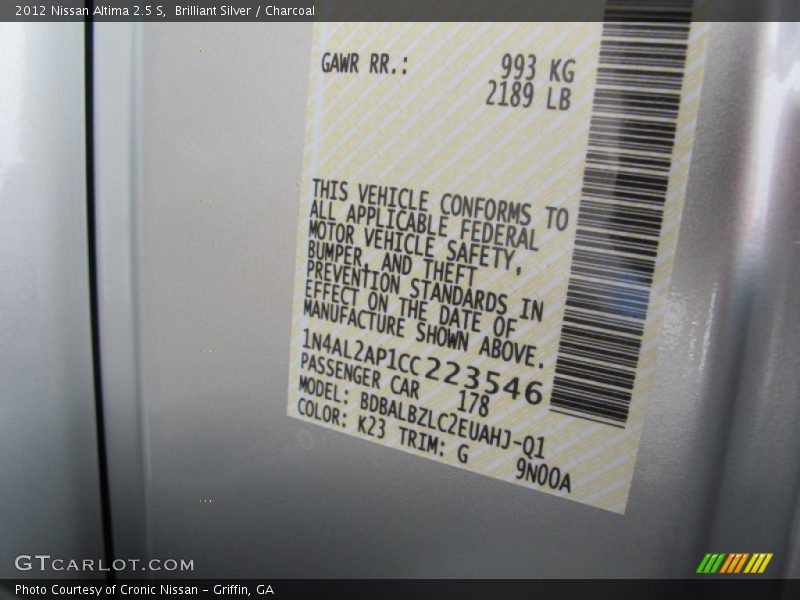 2012 Nissan Altima 2.5 S,  Brilliant Silver / Charcoal
GAWR RR.: 993 KG
2189 LB
THIS VEHICLE CONFORMS TO
ALL APPLICABLE FEDERAL
MOTOR VEHICLE SAFETY,
BUMPER, AND THEFT
PREVENTION STANDARDS IN
EFFECT ON THE DATE OF
MANUFACTURE SHOWN ABOVE.
1N4AL2AP1CC223546
PASSENGER CAR 178
MODEL: BDBALBZLC2EUAHJ-Q1
COLOR: K23 TRIM: G 9N00A
GTCARLOT.COM
Photo Courtesy of Cronic Nissan – Griffin, GA